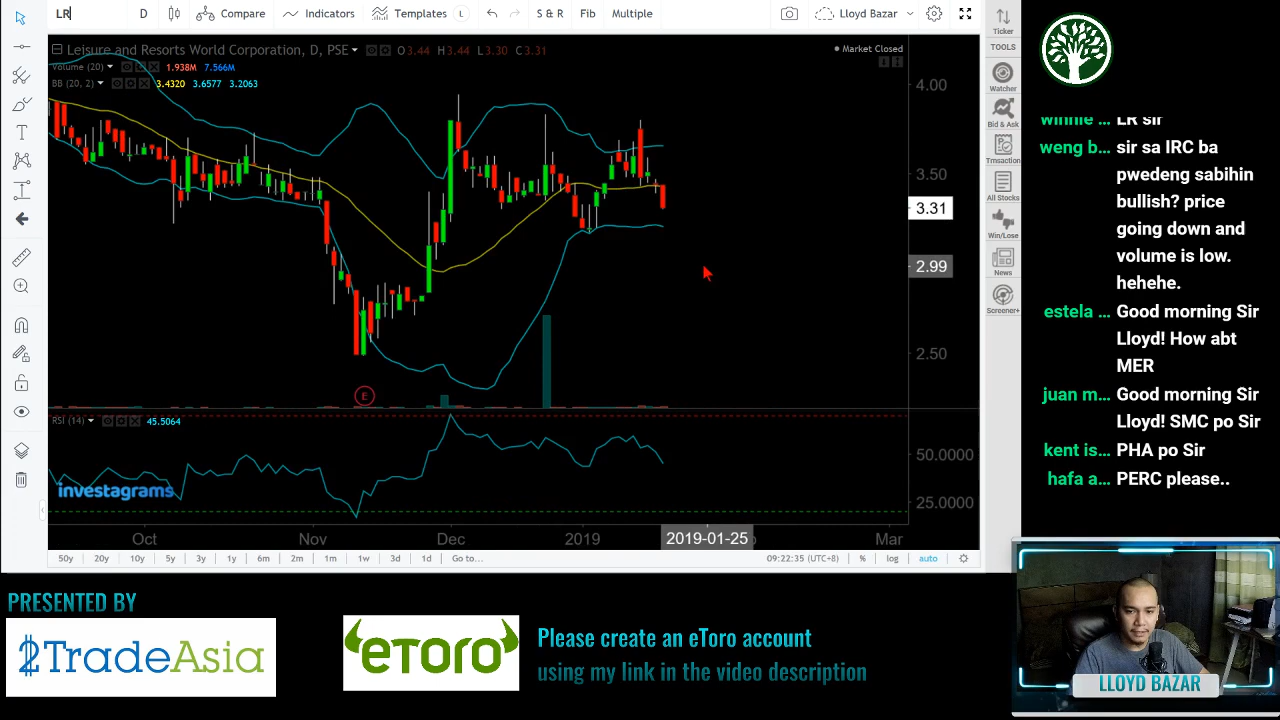 LR D Compare Indicators Templates L S & R Fib Multiple Lloyd Bazar
Leisure and Resorts World Corporation, D, PSE O3.44 H3.44 L3.30 C3.31
Market Closed
Volume (20) 1.938M 7.566M
BB (20, 2) 3.4320 3.6577 3.2063
4.00
3.50
3.31
2.99
2.50
E
RSI (14) 45.5064
50.0000
25.0000
investagrams
Oct Nov Dec 2019 2019-01-25 Mar
50y 20y 10y 5y 3y 1y 6m 2m 1m 1w 3d 1d Go to... 09:22:35 (UTC+8) % log auto
Ticker
TOOLS
Watcher
Bid & Ask
Trnsaction
All Stocks
Win/Lose
News
Screener+
winnie ... LR sir
weng b... sir sa IRC ba
pwedeng sabihin
bullish? price
going down and
volume is low.
hehehe.
estela ... Good morning Sir
Lloyd! How abt
MER
juan m... Good morning Sir
Lloyd! SMC po Sir
kent is... PHA po Sir
hafa a... PERC please..
PRESENTED BY
2TradeAsia
eToro
Please create an eToro account
using my link in the video description
LLOYD BAZAR